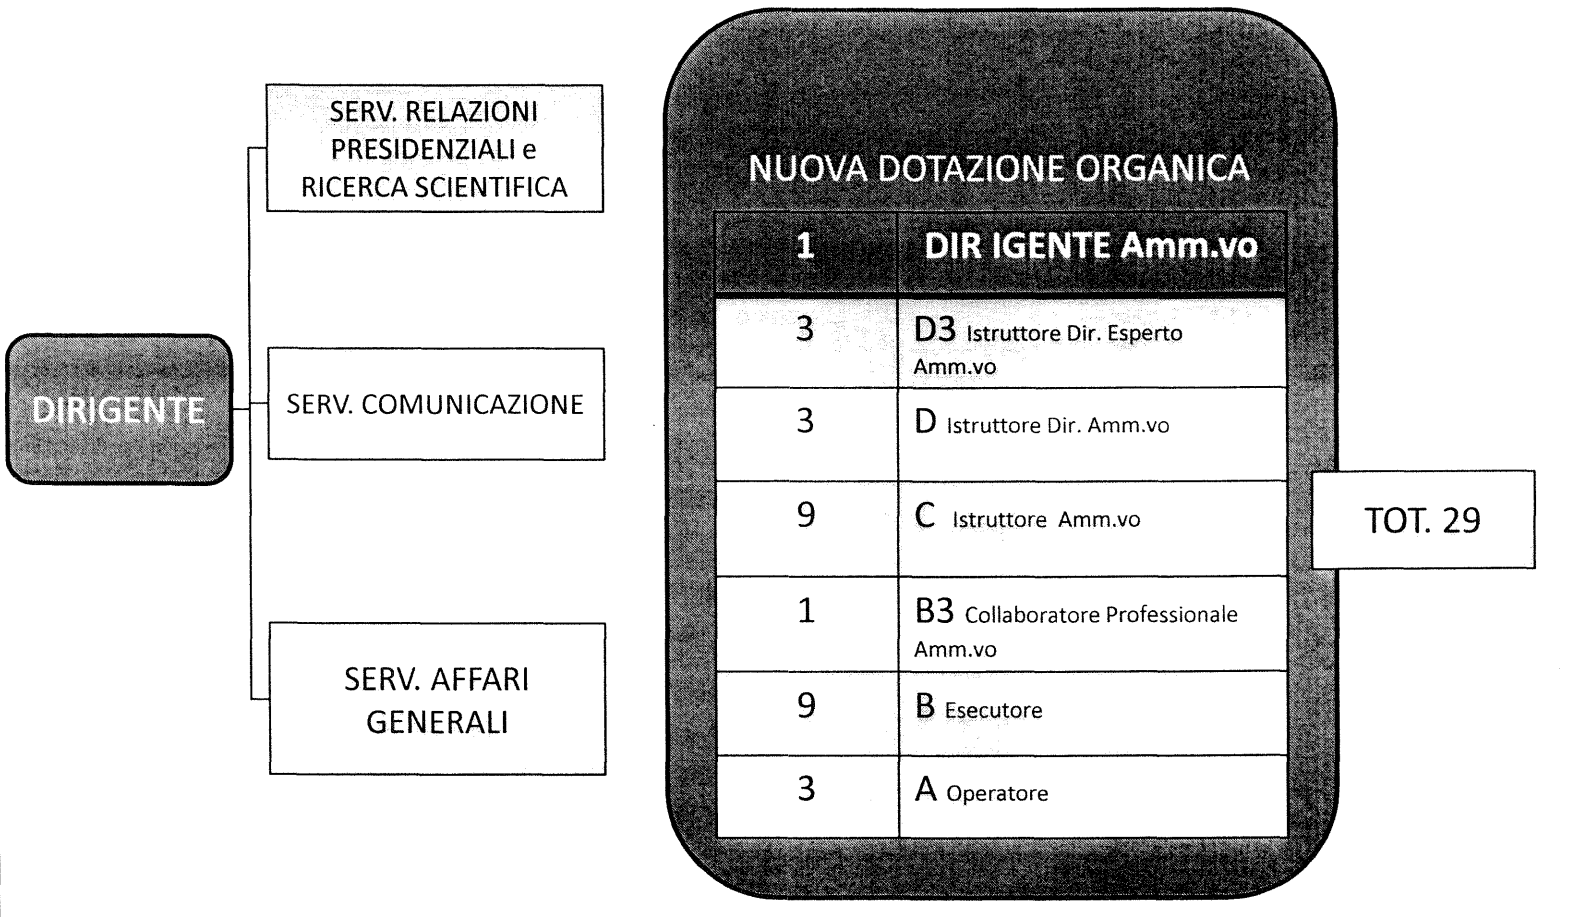 SERV. RELAZIONI
PRESIDENZIALI e
RICERCA SCIENTIFICA
DIRIGENTE
SERV. COMUNICAZIONE
SERV. AFFARI
GENERALI
NUOVA DOTAZIONE ORGANICA
1 DIR IGENTE Amm.vo
3 D3 Istruttore Dir. Esperto
Amm.vo
3 D Istruttore Dir. Amm.vo
9 C Istruttore Amm.vo
1 B3 Collaboratore Professionale
Amm.vo
9 B Esecutore
3 A Operatore
TOT. 29